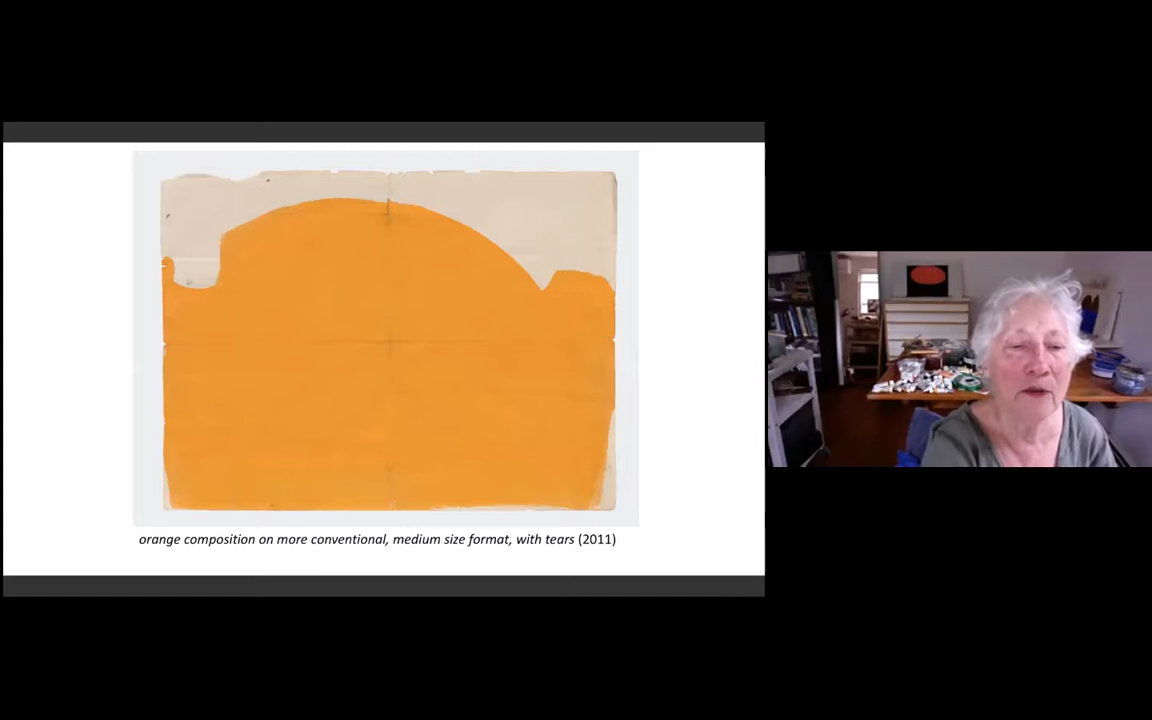 orange composition on more conventional, medium size format, with tears (2011)